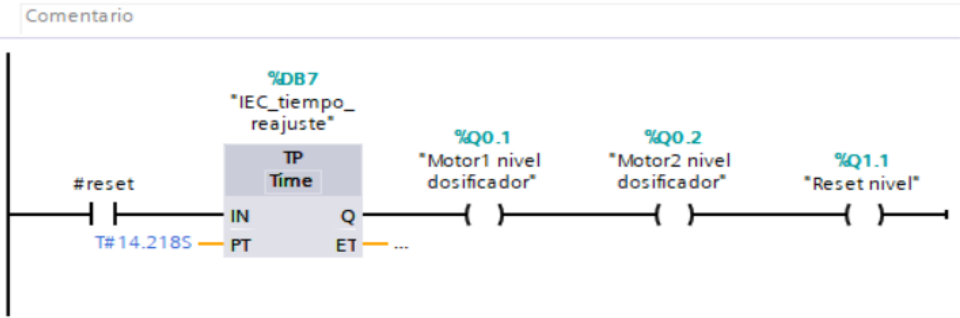 Comentario
%DB7
"IEC_tiempo_
reajuste"
%Q0.1
%Q0.2
"Motor1 nivel
"Motor2 nivel
%Q1.1
TP
dosificador"
dosificador"
"Reset nivel"
#reset
Time
IN
Q
T#14.218S
PT
ET
...